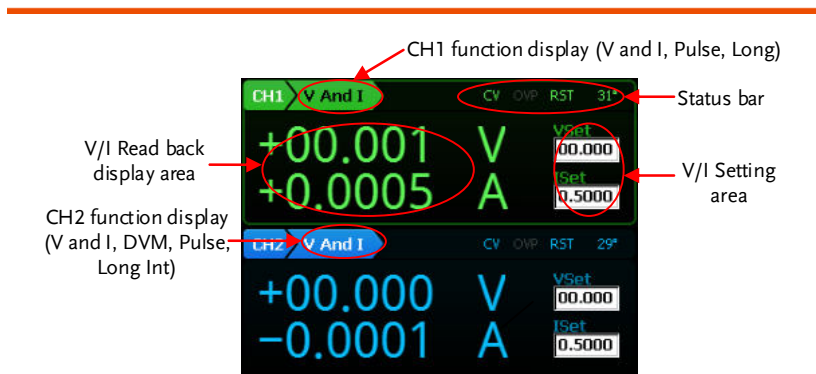 CH1 function display (V and I, Pulse, Long)
CH1 V And I CV OVP RST 31°
Status bar
+00.001 V
VSet
00.000
V/I Read back
display area
+0.0005 A
ISet
0.5000
V/I Setting
area
CH2 function display
(V and I, DVM, Pulse,
Long Int)
CH2 V And I CV OVP RST 29°
+00.000 V
VSet
00.000
−0.0001 A
ISet
0.5000